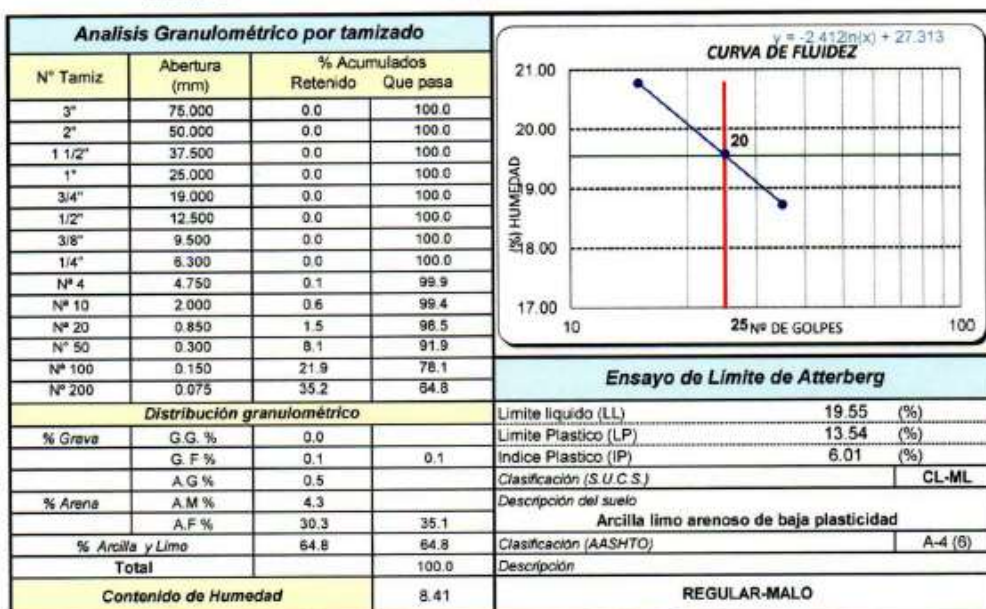 Analisis Granulométrico por tamizado
N° Tamiz Abertura (mm) % Acumulados Retenido Que pasa
3" 75.000 0.0 100.0
2" 50.000 0.0 100.0
1 1/2" 37.500 0.0 100.0
1" 25.000 0.0 100.0
3/4" 19.000 0.0 100.0
1/2" 12.500 0.0 100.0
3/8" 9.500 0.0 100.0
1/4" 6.300 0.0 100.0
Nª 4 4.750 0.1 99.9
Nª 10 2.000 0.6 99.4
Nª 20 0.850 1.5 98.5
N° 50 0.300 8.1 91.9
Nª 100 0.150 21.9 78.1
Nª 200 0.075 35.2 64.8
Distribución granulométrico
% Grava G.G. % 0.0
G. F % 0.1 0.1
A.G % 0.5
% Arena A.M % 4.3
A.F % 30.3 35.1
% Arcilla y Limo 64.8 64.8
Total 100.0
Contenido de Humedad 8.41
y = -2.412ln(x) + 27.313
CURVA DE FLUIDEZ
21.00
20.00
19.00
18.00
17.00
(%) HUMEDAD
20
10 25 Nº DE GOLPES 100
Ensayo de Limite de Atterberg
Limite liquido (LL) 19.55 (%)
Limite Plastico (LP) 13.54 (%)
Indice Plastico (IP) 6.01 (%)
Clasificación (S.U.C.S.) CL-ML
Descripción del suelo
Arcilla limo arenoso de baja plasticidad
Clasificación (AASHTO) A-4 (6)
Descripción
REGULAR-MALO